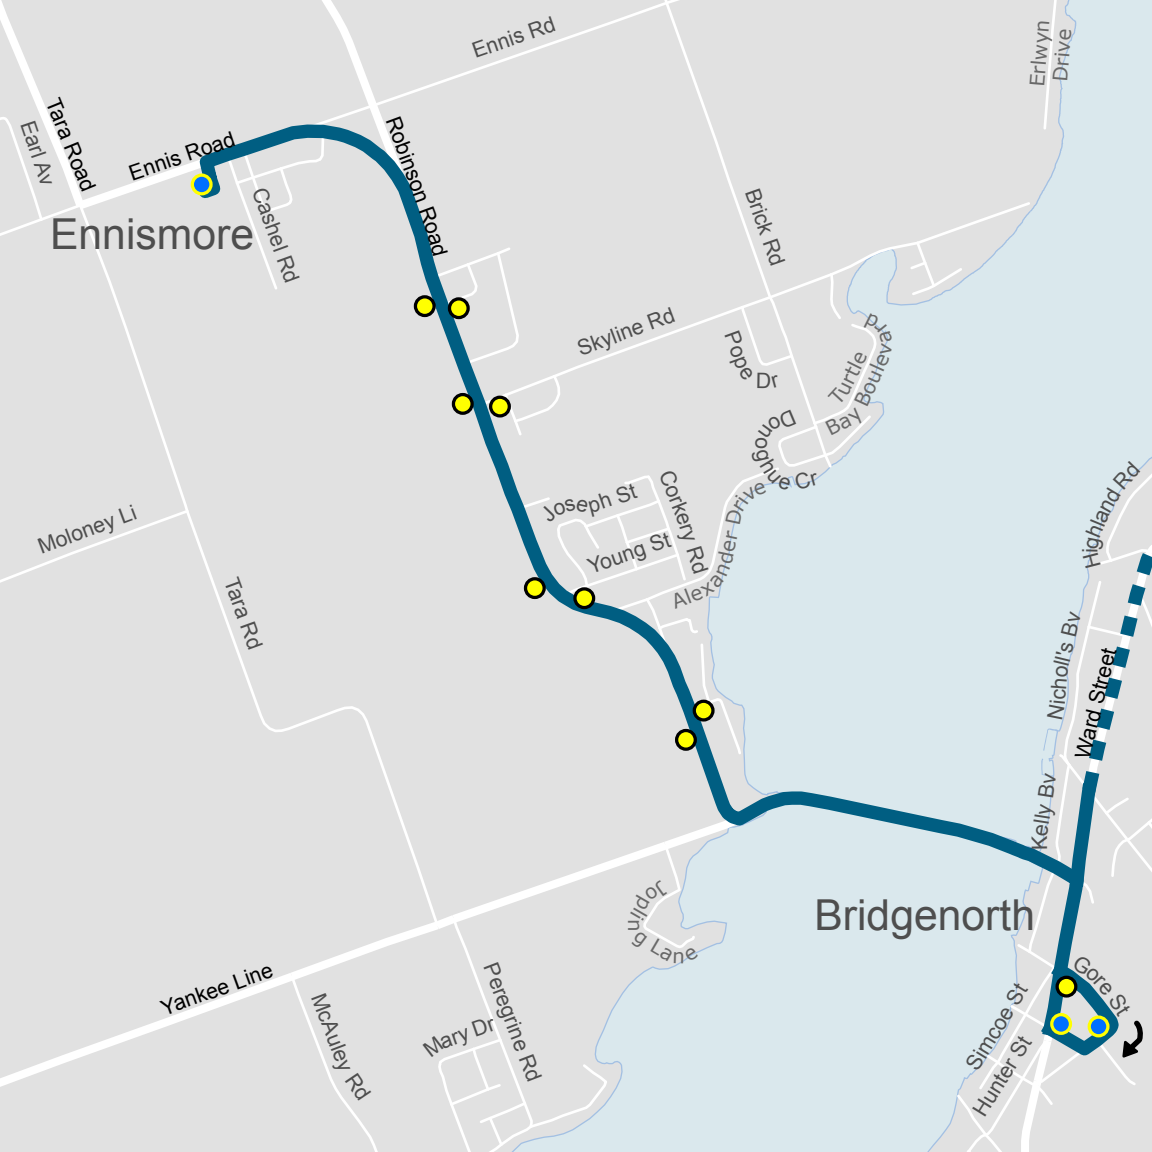 Ennis Rd
Erlwyn
Drive
Tara Road
Earl Av
Ennis Road
Robinson Road
Cashel Rd
Ennismore
Brick Rd
Skyline Rd
Pope Dr
Turtle
Bay Boulevard
Donoghue Cr
Joseph St
Corkery Rd
Young St
Alexander Drive
Highland Rd
Moloney Li
Tara Rd
Nicholl's Bv
Ward Street
Kelly Bv
Jopling Lane
Bridgenorth
Yankee Line
Gore St
McAuley Rd
Peregrine Rd
Mary Dr
Simcoe St
Hunter St